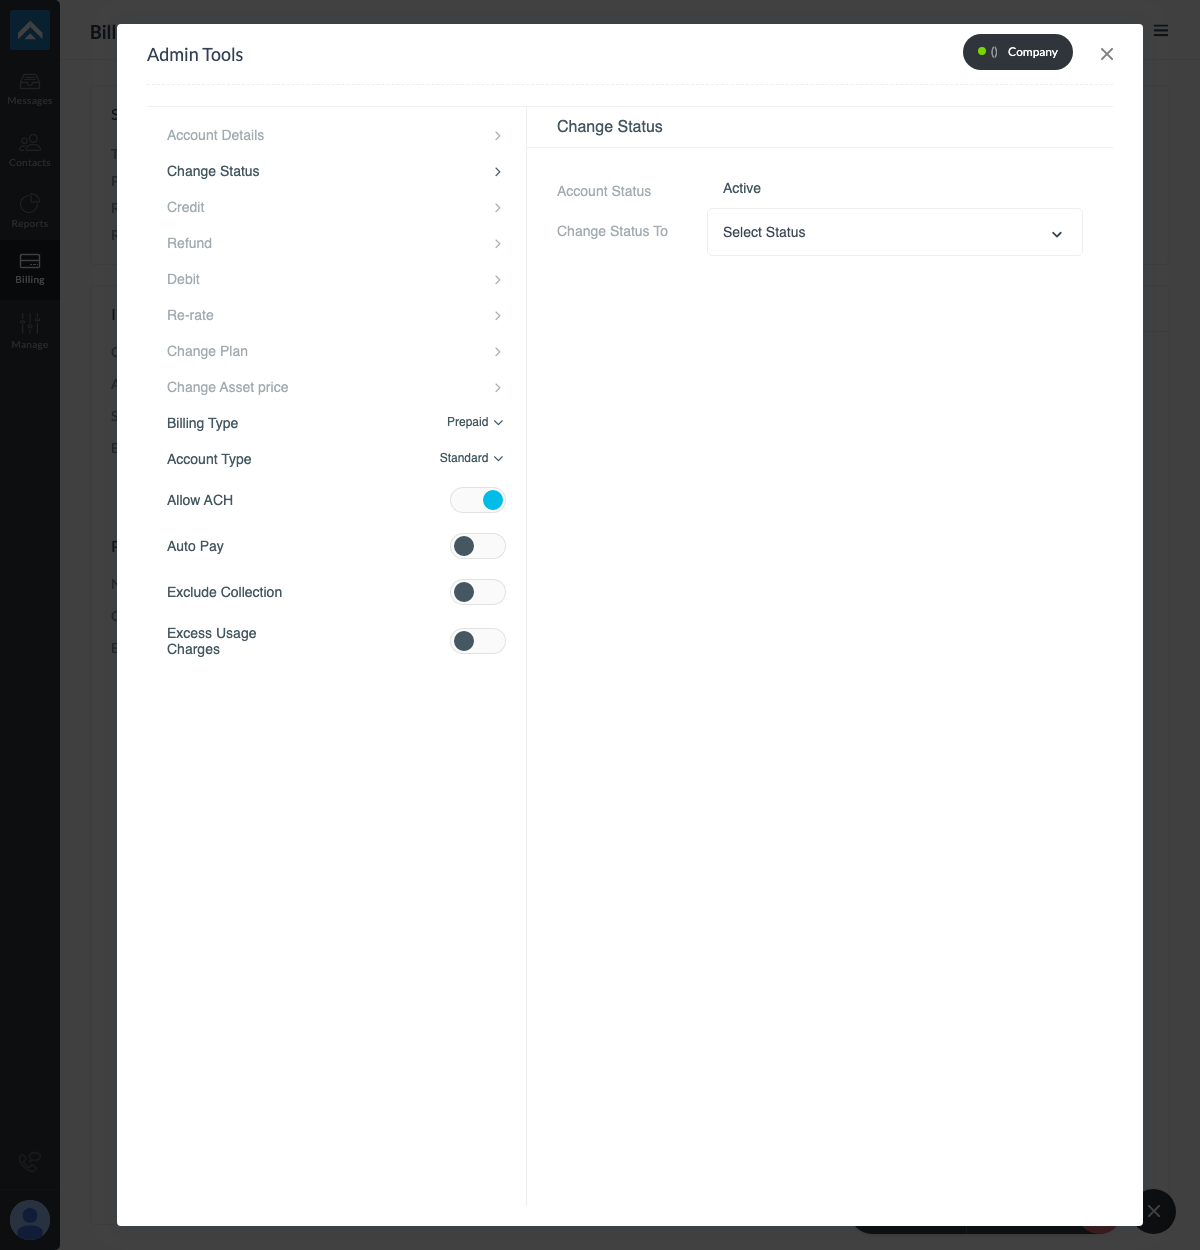 Messages
Contacts
Reports
Billing
Manage
Bill
Admin Tools
() Company
Account Details
Change Status
Credit
Refund
Debit
Re-rate
Change Plan
Change Asset price
Billing Type Prepaid
Account Type Standard
Allow ACH
Auto Pay
Exclude Collection
Excess Usage
Charges
Change Status
Account Status Active
Change Status To Select Status